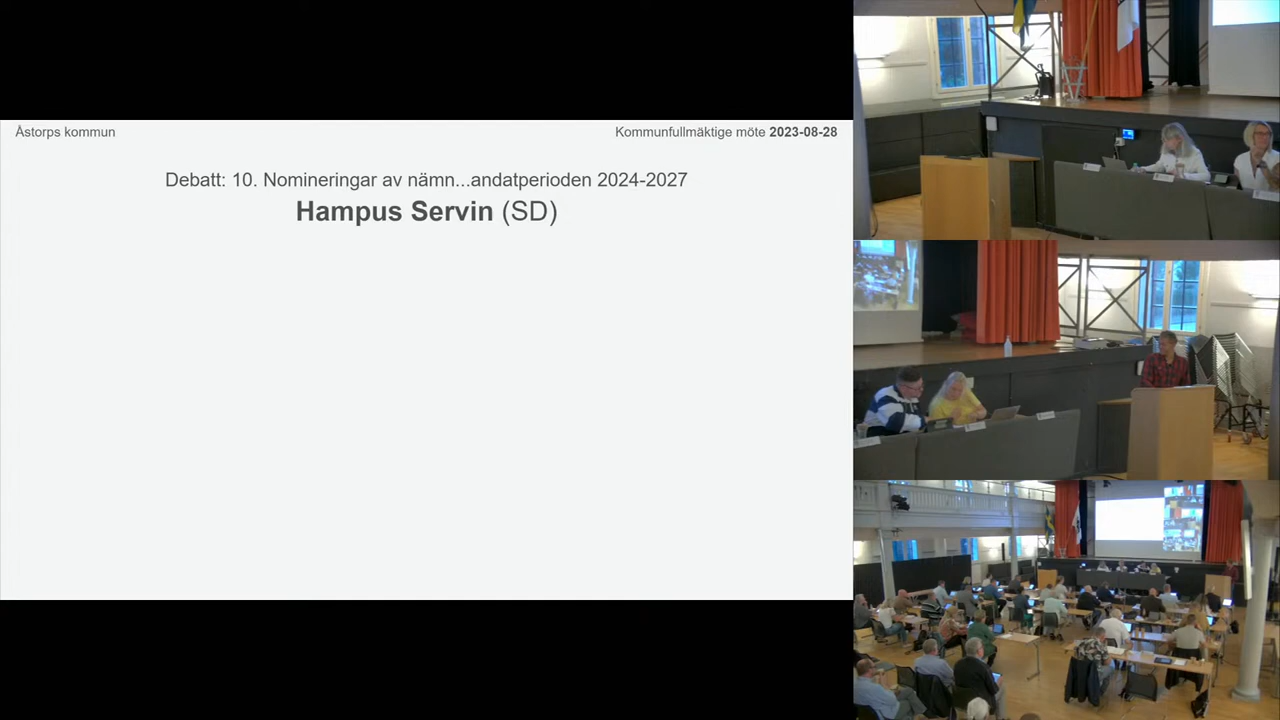 Åstorps kommun
Kommunfullmäktige möte 2023-08-28
Debatt: 10. Nomineringar av nämn...andatperioden 2024-2027
Hampus Servin (SD)